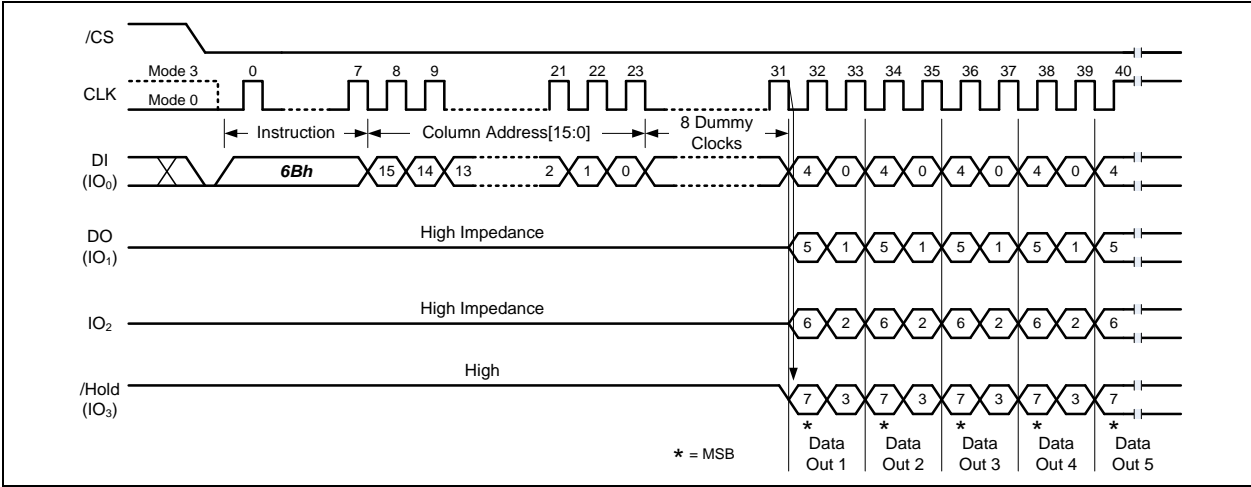 /CS
Mode 3 0 7 8 9 21 22 23 31 32 33 34 35 36 37 38 39 40
CLK
Mode 0
Instruction Column Address[15:0] 8 Dummy
Clocks
DI
(IO₀)
6Bh 15 14 13 2 1 0 4 0 4 0 4 0 4 0 4
DO
(IO₁)
High Impedance
5 1 5 1 5 1 5 1 5
IO₂
High Impedance
6 2 6 2 6 2 6 2 6
/Hold
(IO₃)
High
7 3 7 3 7 3 7 3 7
* * * * *
* = MSB
Data
Out 1
Data
Out 2
Data
Out 3
Data
Out 4
Data
Out 5